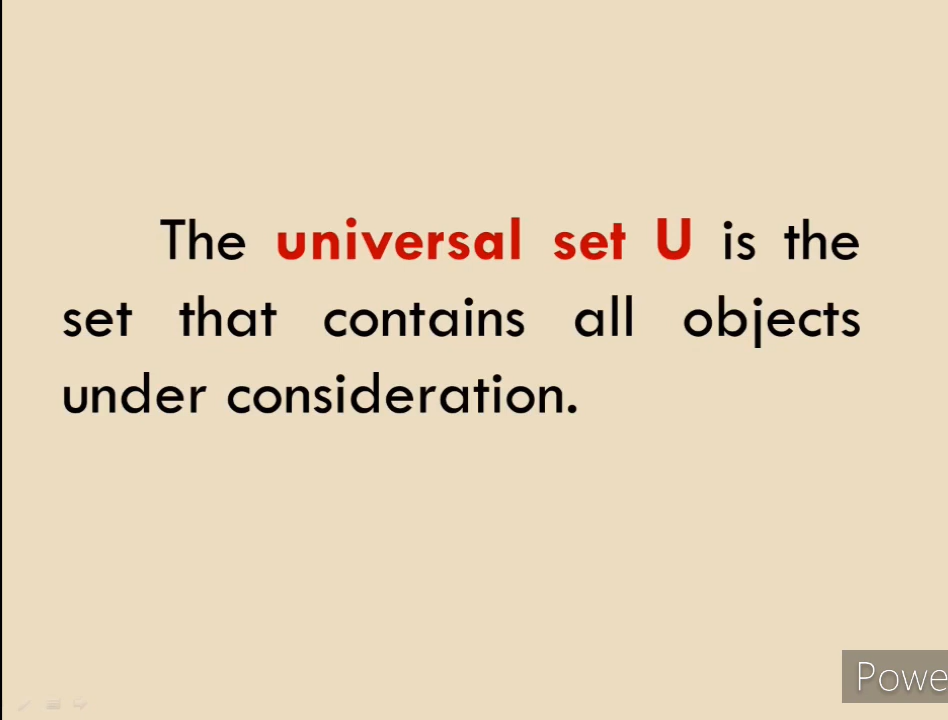 The universal set U is the
set that contains all objects
under consideration.
Powe